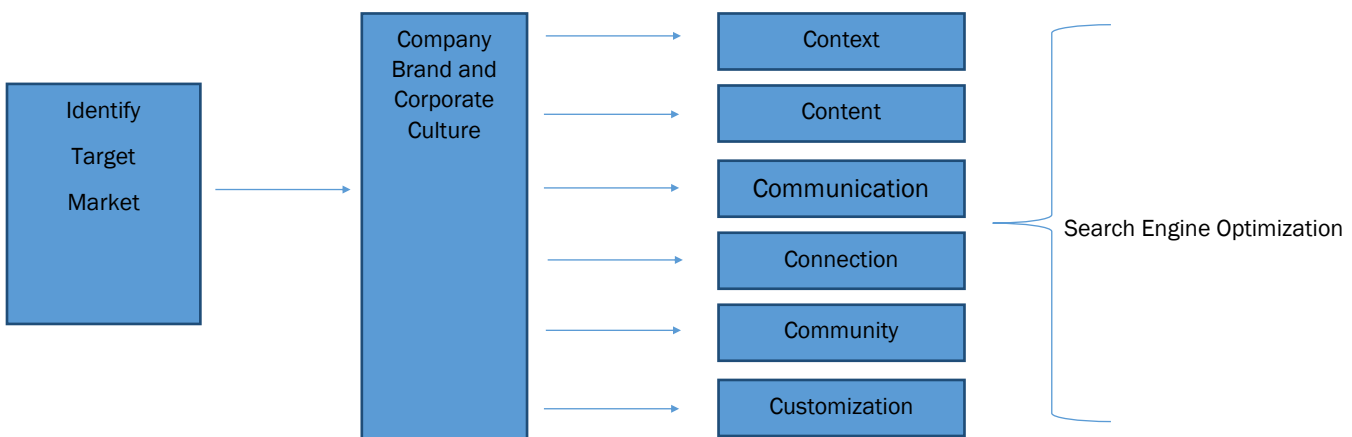 Identify
Target
Market
Company
Brand and
Corporate
Culture
Context
Content
Communication
Connection
Community
Customization
Search Engine Optimization